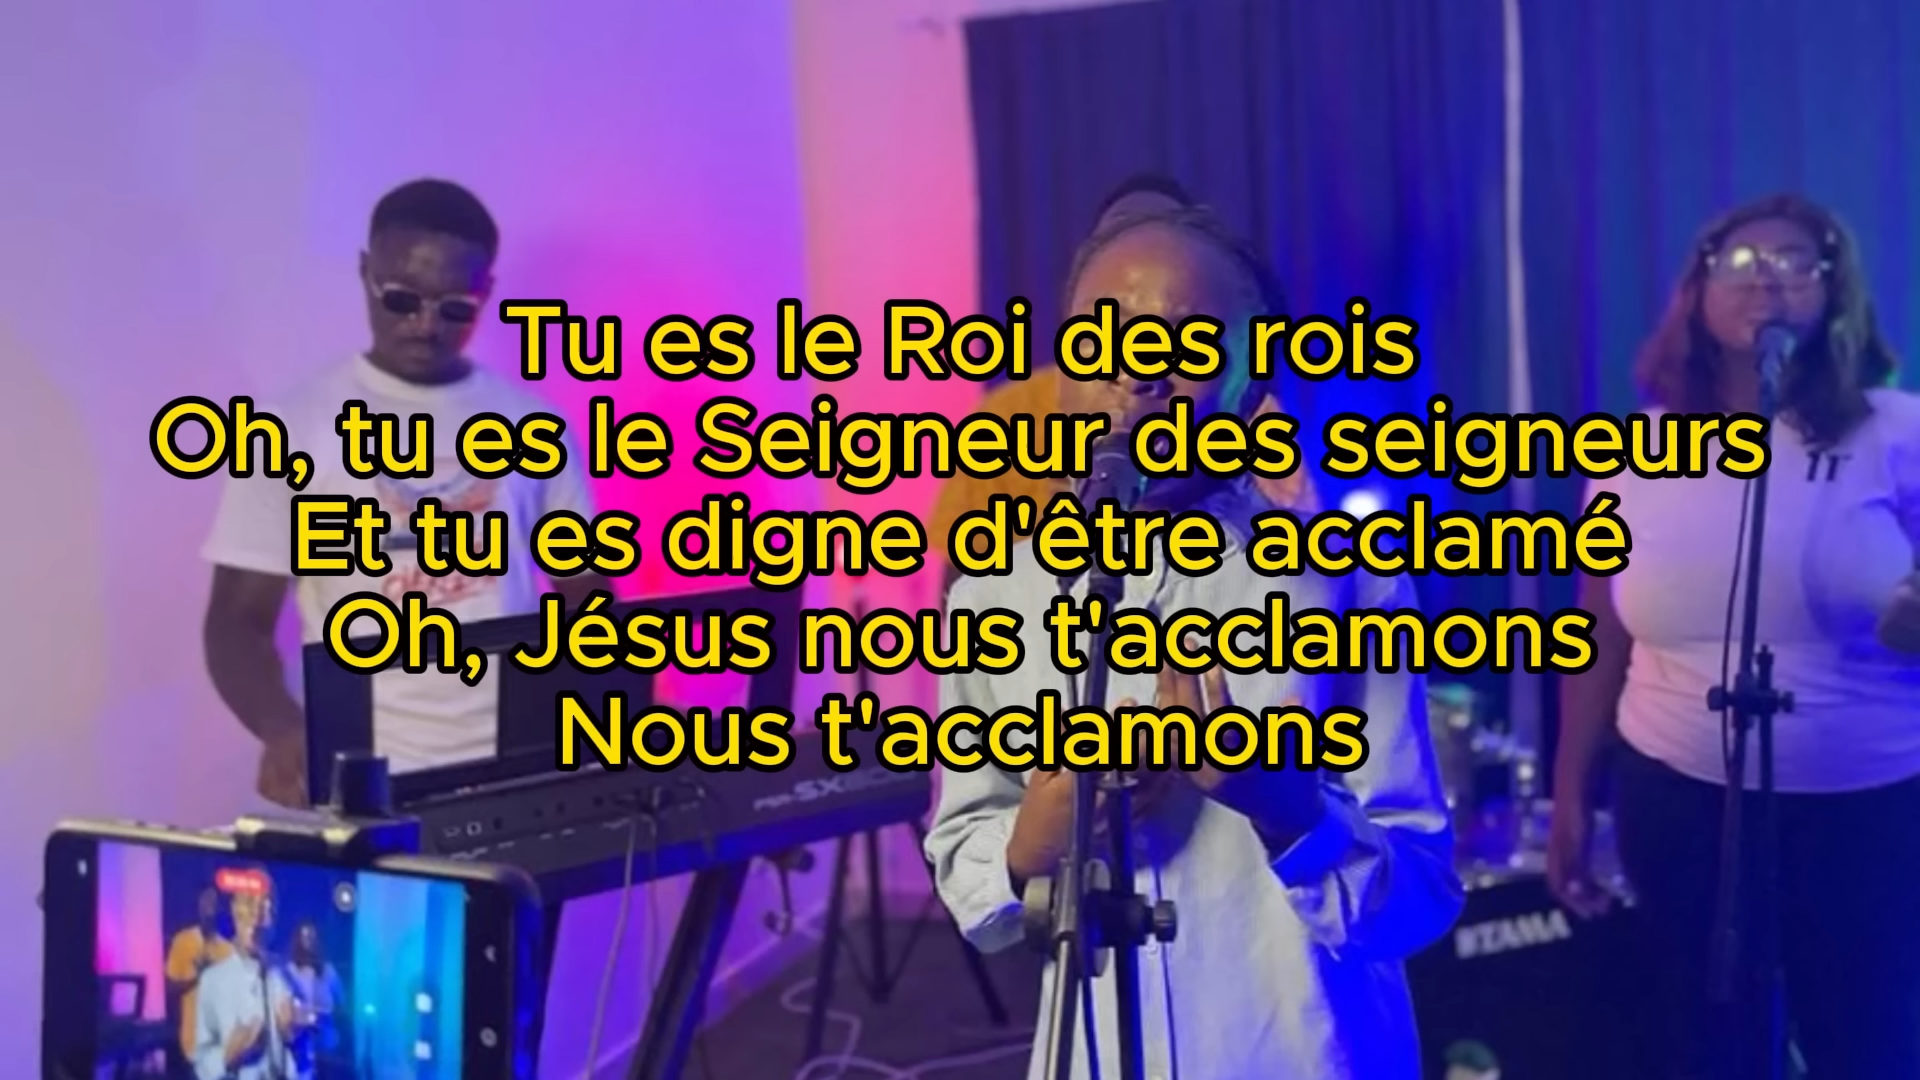 Tu es le Roi des rois
Oh, tu es le Seigneur des seigneurs
Et tu es digne d'être acclamé
Oh, Jésus nous t'acclamons
Nous t'acclamons
TAMA